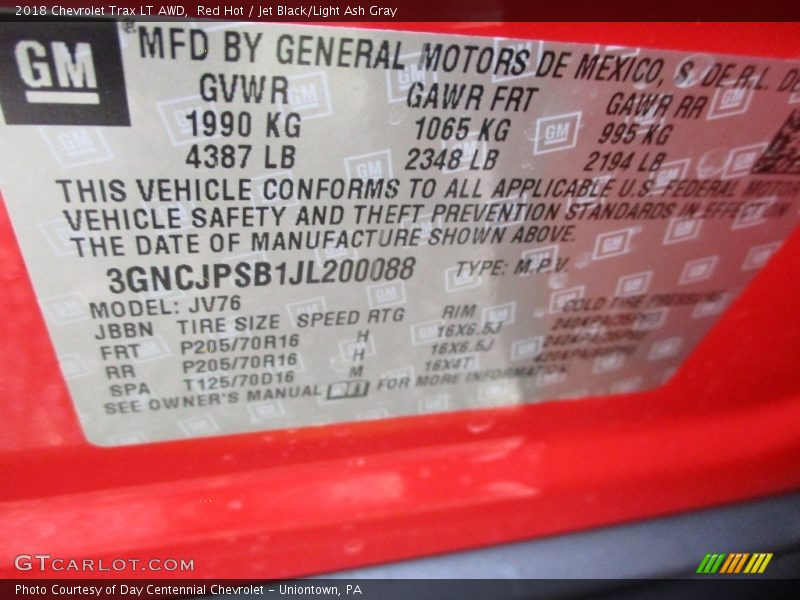 2018 Chevrolet Trax LT AWD, Red Hot / Jet Black/Light Ash Gray
GM
MFD BY GENERAL MOTORS DE MEXICO, S. DE R.L. DE
GVWR GAWR FRT GAWR RR
1990 KG 1065 KG 995 KG
4387 LB 2348 LB 2194 LB
THIS VEHICLE CONFORMS TO ALL APPLICABLE U.S. FEDERAL MOTOR
VEHICLE SAFETY AND THEFT PREVENTION STANDARDS IN EFFECT ON
THE DATE OF MANUFACTURE SHOWN ABOVE.
3GNCJPSB1JL200088 TYPE: M.P.V.
MODEL: JV76
JBBN TIRE SIZE SPEED RTG RIM COLD TIRE PRESSURE
FRT P205/70R16 H 16X6.5J
RR P205/70R16 H 16X6.5J
SPA T125/70D16 M 16X4T
SEE OWNER'S MANUAL FOR MORE INFORMATION.
GTCARLOT.COM
Photo Courtesy of Day Centennial Chevrolet - Uniontown, PA